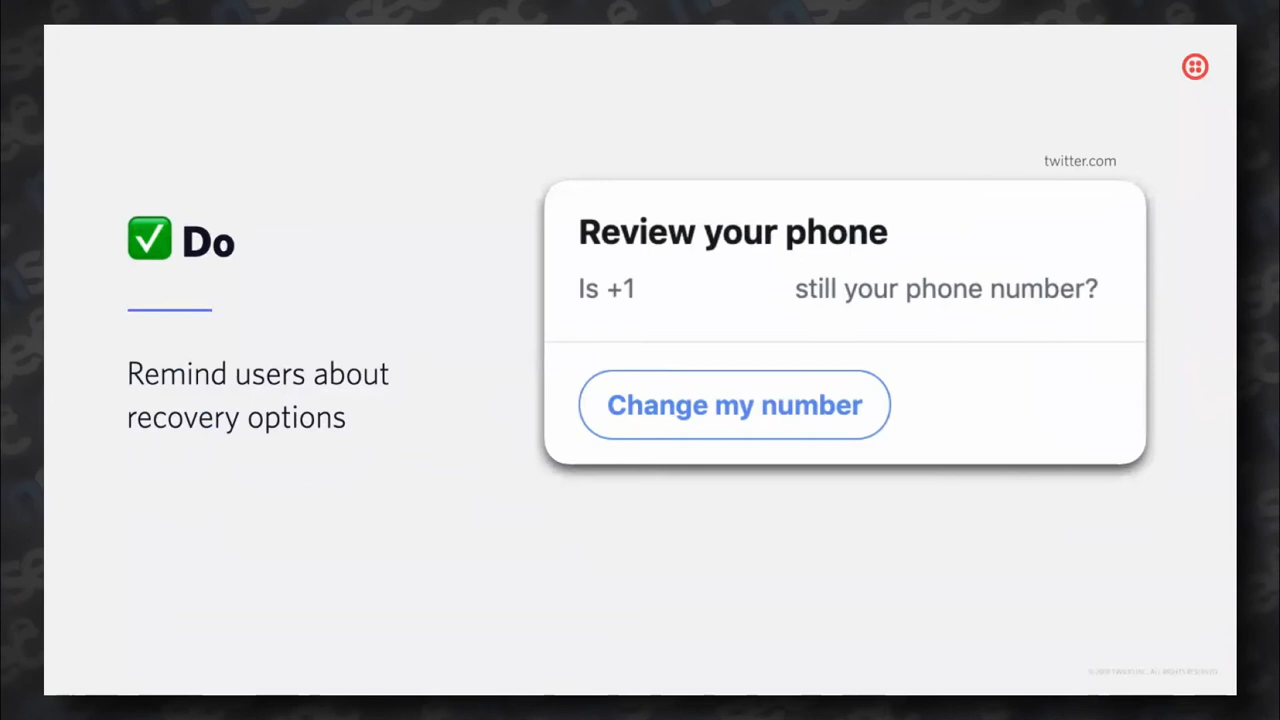 twitter.com
✅ Do
Review your phone
Is +1 still your phone number?
Remind users about
recovery options
Change my number